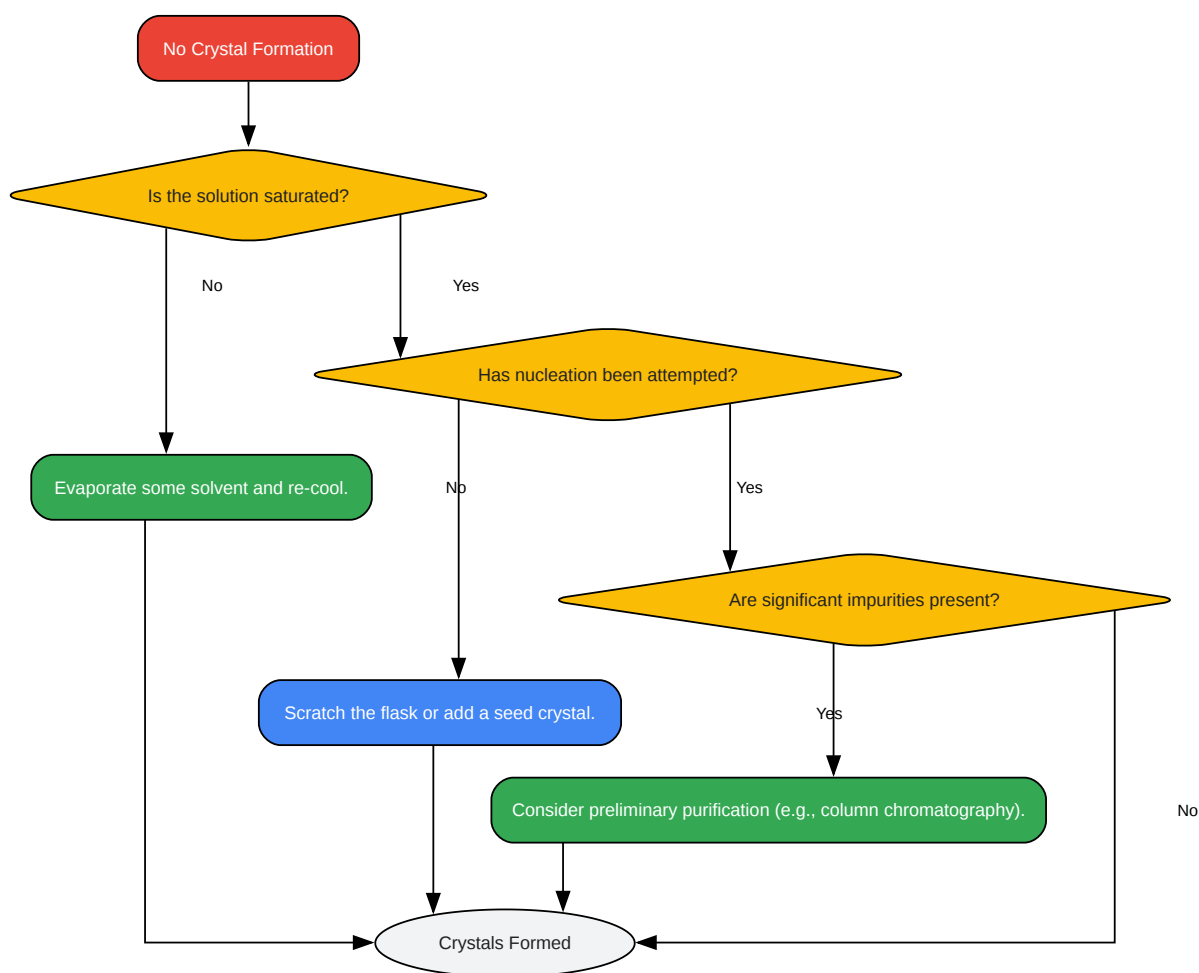 No Crystal Formation
Is the solution saturated?
No
Yes
Has nucleation been attempted?
Evaporate some solvent and re-cool.
No
Yes
Are significant impurities present?
Scratch the flask or add a seed crystal.
Yes
Consider preliminary purification (e.g., column chromatography).
No
Crystals Formed